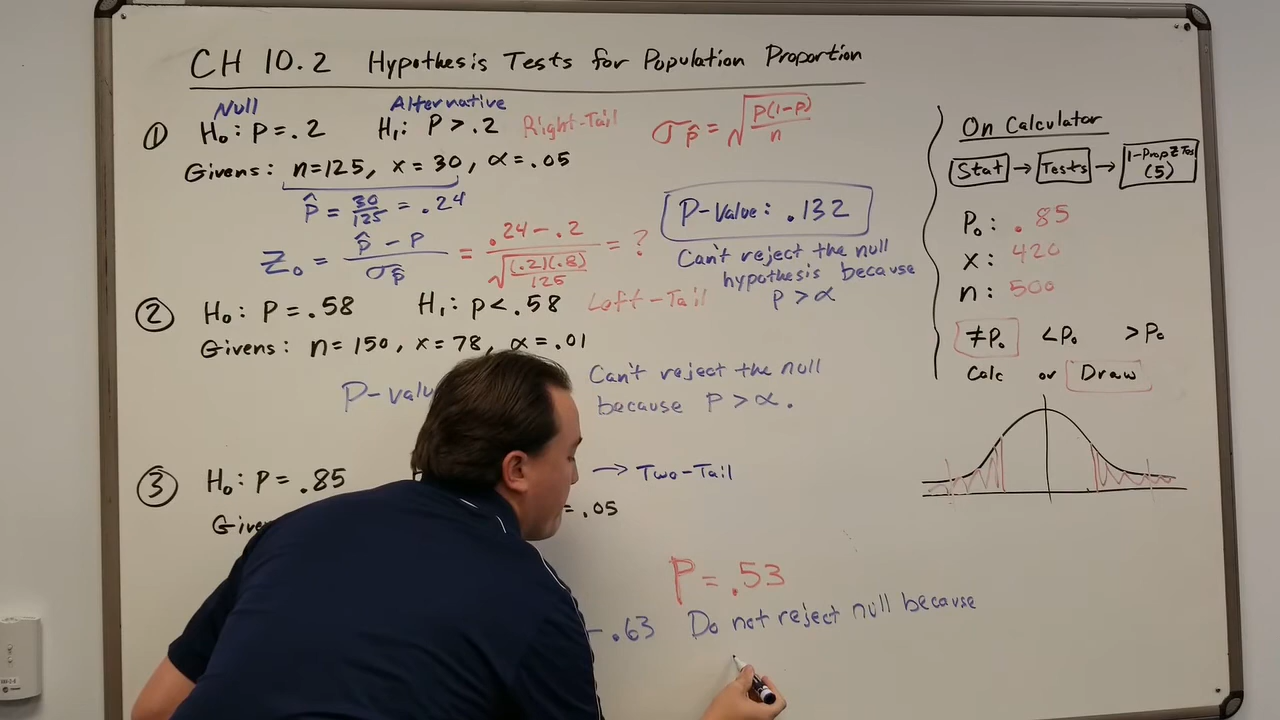 CH 10.2 Hypothesis Tests for Population Proportion
Null Alternative
① H₀: P = .2 H₁: P > .2 Right-Tail
σp̂ = √(P(1-P)/n)
Givens: n=125, x=30, α=.05
p̂ = 30/125 = .24
Z₀ = (p̂ - P)/σp̂ = (.24 - .2)/√((.2)(.8)/125) = ?
P-value: .132
Can't reject the null
hypothesis because
P > α
② H₀: P = .58 H₁: P < .58 Left-Tail
Givens: n=150, x=78, α=.01
P-valu
Can't reject the null
because P > α.
③ H₀: P = .85 → Two-Tail
Given = .05
P = .53
- .63 Do not reject null because
On Calculator
Stat → Tests → 1-PropZTes (5)
P₀: .85
x: 420
n: 500
≠P₀ <P₀ >P₀
Calc or Draw